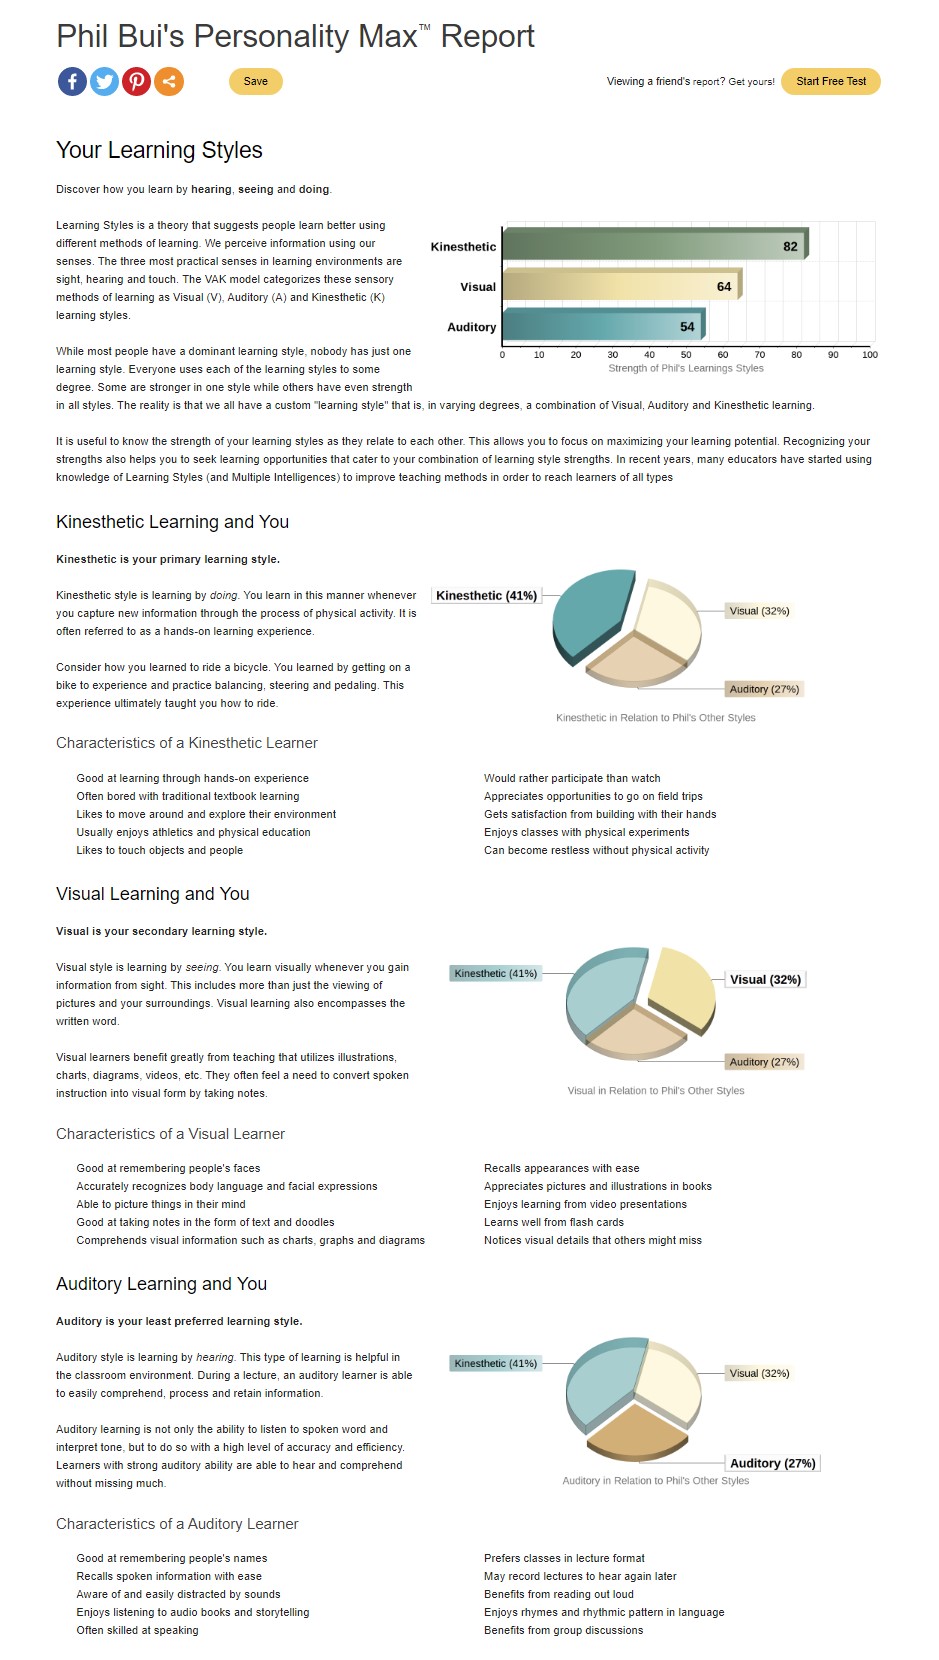 Phil Bui's Personality Max™ Report
Save
Viewing a friend's report? Get yours!
Start Free Test
Your Learning Styles
Discover how you learn by hearing, seeing and doing.
Learning Styles is a theory that suggests people learn better using
different methods of learning. We perceive information using our
senses. The three most practical senses in learning environments are
sight, hearing and touch. The VAK model categorizes these sensory
methods of learning as Visual (V), Auditory (A) and Kinesthetic (K)
learning styles.
Kinesthetic 82
Visual 64
Auditory 54
0 10 20 30 40 50 60 70 80 90 100
Strength of Phil's Learnings Styles
While most people have a dominant learning style, nobody has just one
learning style. Everyone uses each of the learning styles to some
degree. Some are stronger in one style while others have even strength
in all styles. The reality is that we all have a custom "learning style" that is, in varying degrees, a combination of Visual, Auditory and Kinesthetic learning.
It is useful to know the strength of your learning styles as they relate to each other. This allows you to focus on maximizing your learning potential. Recognizing your
strengths also helps you to seek learning opportunities that cater to your combination of learning style strengths. In recent years, many educators have started using
knowledge of Learning Styles (and Multiple Intelligences) to improve teaching methods in order to reach learners of all types
Kinesthetic Learning and You
Kinesthetic is your primary learning style.
Kinesthetic style is learning by doing. You learn in this manner whenever
you capture new information through the process of physical activity. It is
often referred to as a hands-on learning experience.
Consider how you learned to ride a bicycle. You learned by getting on a
bike to experience and practice balancing, steering and pedaling. This
experience ultimately taught you how to ride.
Kinesthetic (41%)
Visual (32%)
Auditory (27%)
Kinesthetic in Relation to Phil's Other Styles
Characteristics of a Kinesthetic Learner
Good at learning through hands-on experience
Often bored with traditional textbook learning
Likes to move around and explore their environment
Usually enjoys athletics and physical education
Likes to touch objects and people
Would rather participate than watch
Appreciates opportunities to go on field trips
Gets satisfaction from building with their hands
Enjoys classes with physical experiments
Can become restless without physical activity
Visual Learning and You
Visual is your secondary learning style.
Visual style is learning by seeing. You learn visually whenever you gain
information from sight. This includes more than just the viewing of
pictures and your surroundings. Visual learning also encompasses the
written word.
Visual learners benefit greatly from teaching that utilizes illustrations,
charts, diagrams, videos, etc. They often feel a need to convert spoken
instruction into visual form by taking notes.
Kinesthetic (41%)
Visual (32%)
Auditory (27%)
Visual in Relation to Phil's Other Styles
Characteristics of a Visual Learner
Good at remembering people's faces
Accurately recognizes body language and facial expressions
Able to picture things in their mind
Good at taking notes in the form of text and doodles
Comprehends visual information such as charts, graphs and diagrams
Recalls appearances with ease
Appreciates pictures and illustrations in books
Enjoys learning from video presentations
Learns well from flash cards
Notices visual details that others might miss
Auditory Learning and You
Auditory is your least preferred learning style.
Auditory style is learning by hearing. This type of learning is helpful in
the classroom environment. During a lecture, an auditory learner is able
to easily comprehend, process and retain information.
Auditory learning is not only the ability to listen to spoken word and
interpret tone, but to do so with a high level of accuracy and efficiency.
Learners with strong auditory ability are able to hear and comprehend
without missing much.
Kinesthetic (41%)
Visual (32%)
Auditory (27%)
Auditory in Relation to Phil's Other Styles
Characteristics of a Auditory Learner
Good at remembering people's names
Recalls spoken information with ease
Aware of and easily distracted by sounds
Enjoys listening to audio books and storytelling
Often skilled at speaking
Prefers classes in lecture format
May record lectures to hear again later
Benefits from reading out loud
Enjoys rhymes and rhythmic pattern in language
Benefits from group discussions